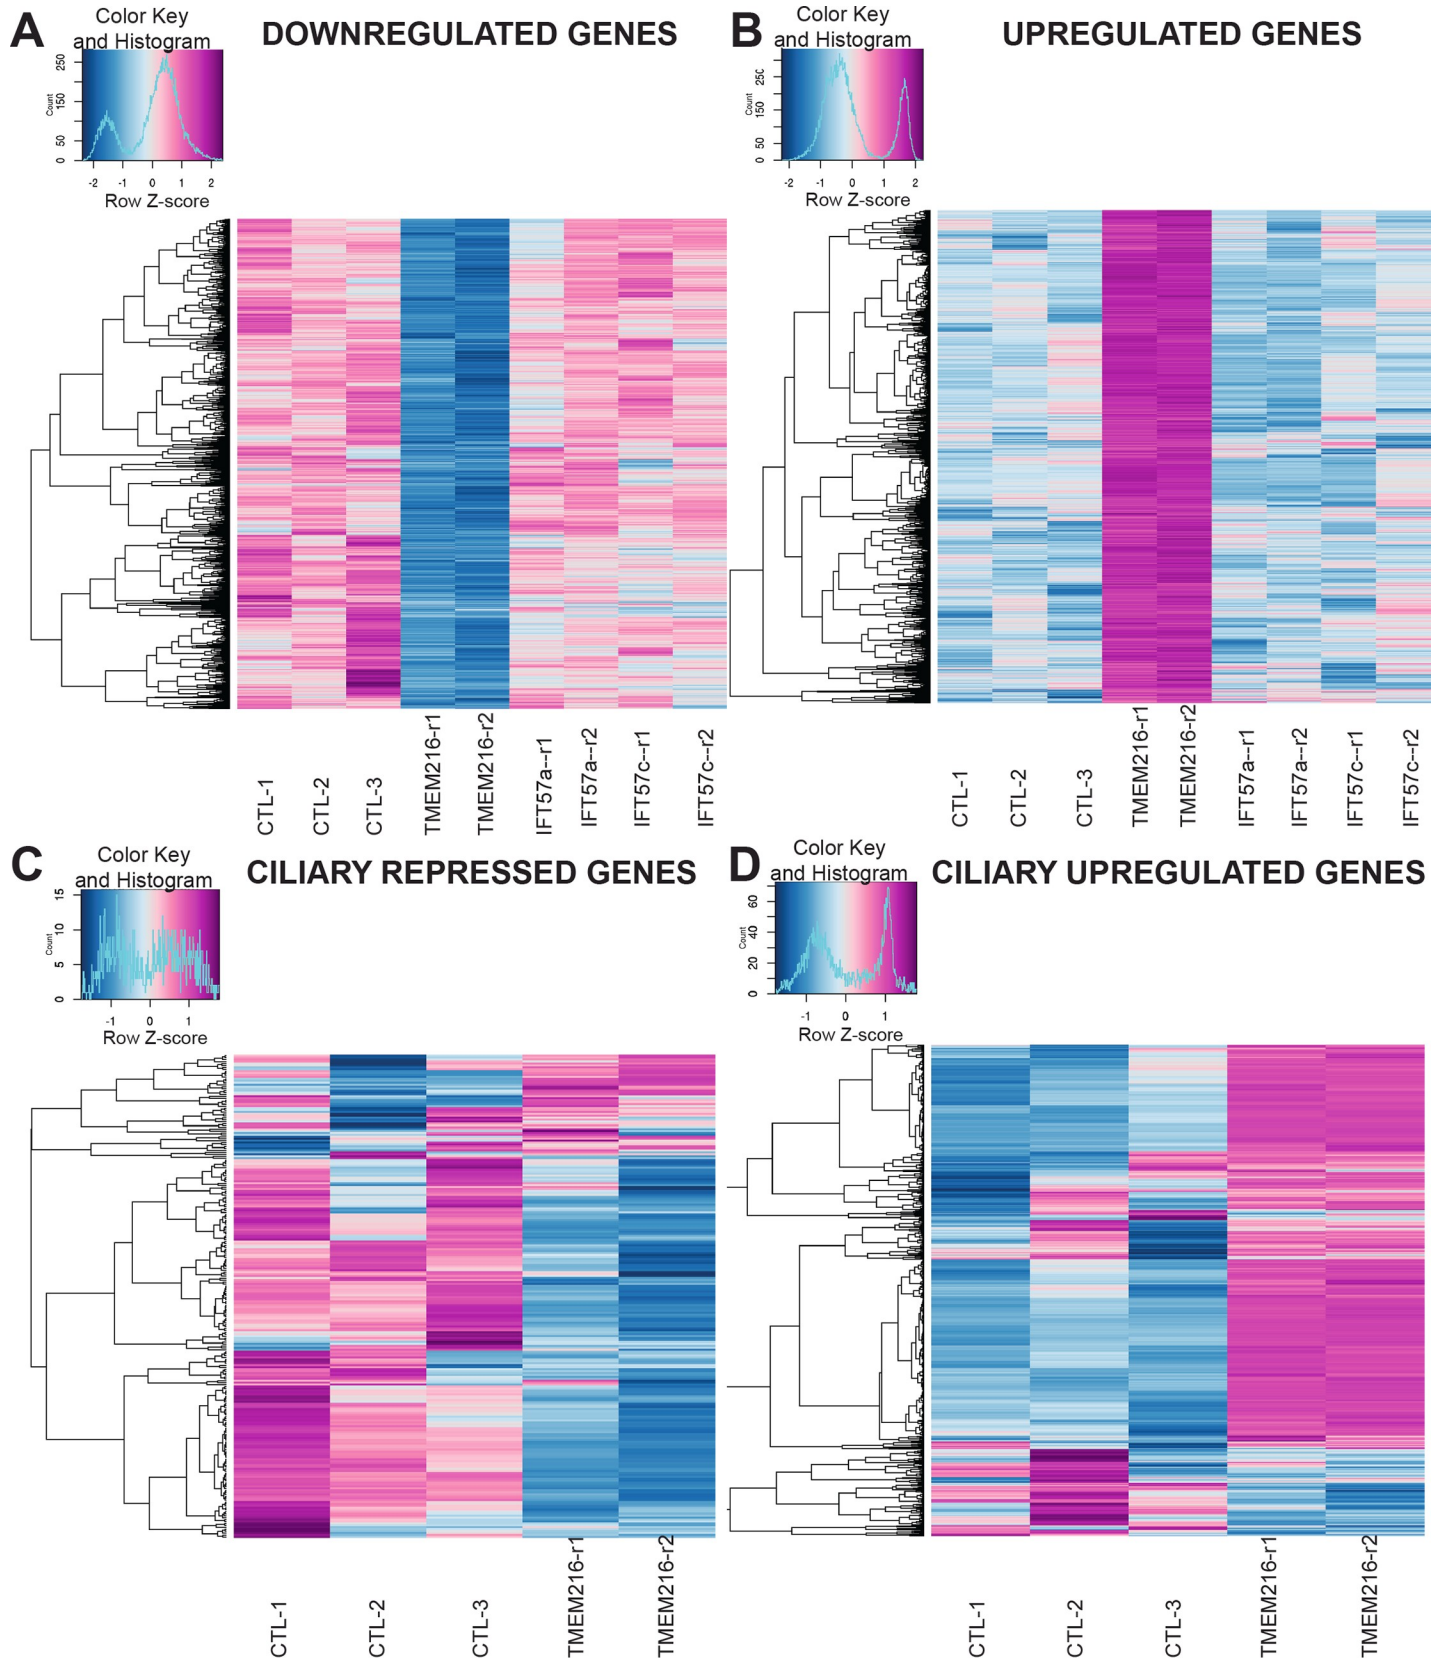 A
Color Key
and Histogram
DOWNREGULATED GENES
Count
0 50 150 250
-2 -1 0 1 2
Row Z-score
CTL-1
CTL-2
CTL-3
TMEM216-r1
TMEM216-r2
IFT57a--r1
IFT57a--r2
IFT57c--r1
IFT57c--r2
B
Color Key
and Histogram
UPREGULATED GENES
Count
0 50 150 250
-2 -1 0 1 2
Row Z-score
CTL-1
CTL-2
CTL-3
TMEM216-r1
TMEM216-r2
IFT57a--r1
IFT57a--r2
IFT57c--r1
IFT57c--r2
C
Color Key
and Histogram
CILIARY REPRESSED GENES
Count
0 5 10 15
-1 0 1
Row Z-score
CTL-1
CTL-2
CTL-3
TMEM216-r1
TMEM216-r2
D
Color Key
and Histogram
CILIARY UPREGULATED GENES
Count
0 20 40 60
-1 0 1
Row Z-score
CTL-1
CTL-2
CTL-3
TMEM216-r1
TMEM216-r2